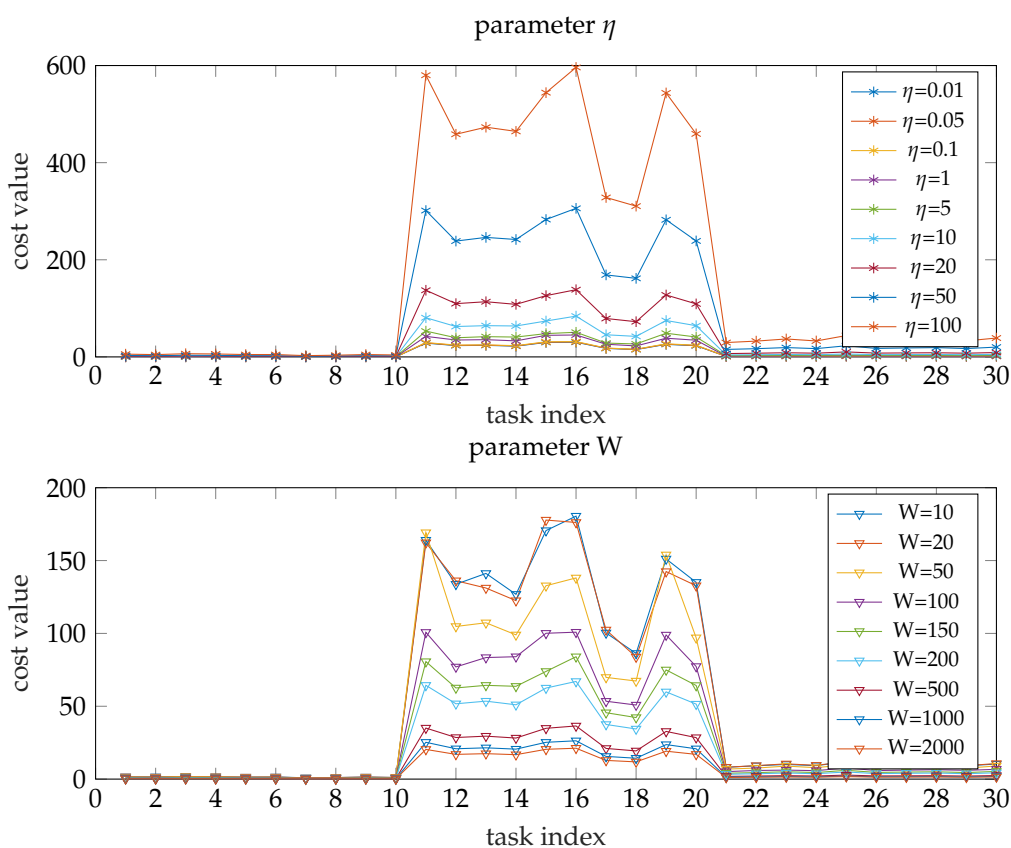 parameter η
600
400
200
0
cost value
η=0.01
η=0.05
η=0.1
η=1
η=5
η=10
η=20
η=50
η=100
0 2 4 6 8 10 12 14 16 18 20 22 24 26 28 30
task index
parameter W
200
150
100
50
0
cost value
W=10
W=20
W=50
W=100
W=150
W=200
W=500
W=1000
W=2000
0 2 4 6 8 10 12 14 16 18 20 22 24 26 28 30
task index